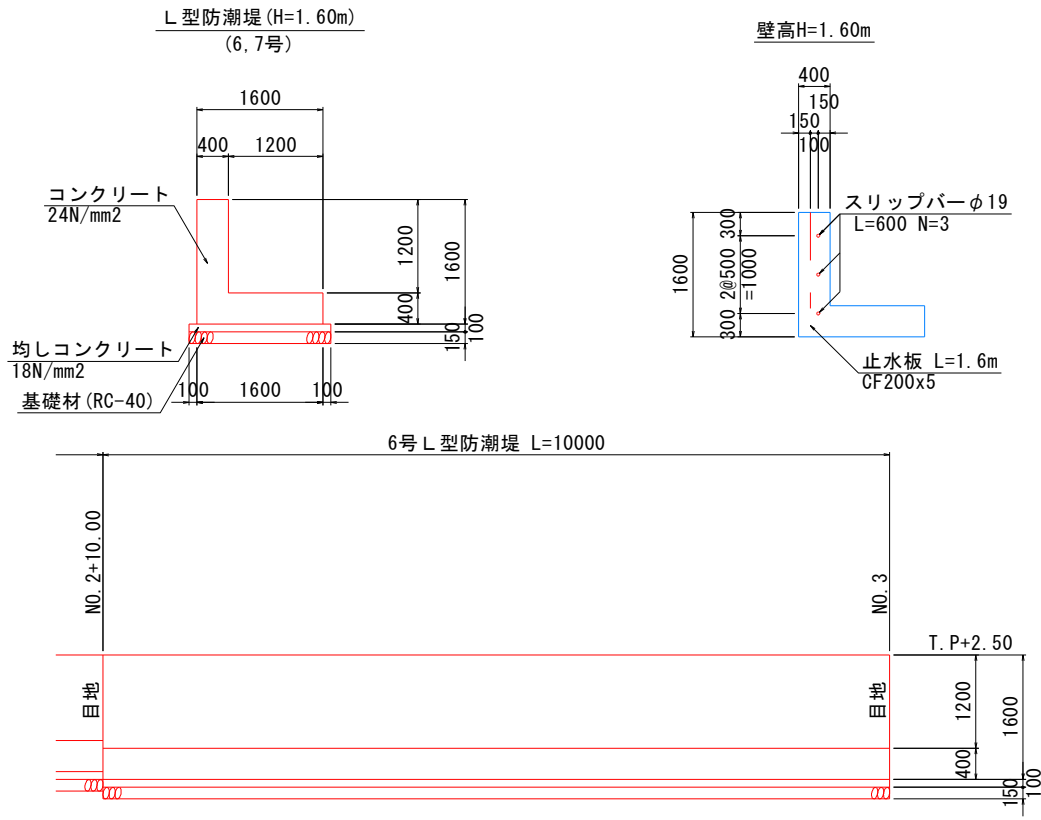 L型防潮堤(H=1.60m)
(6,7号)
1600
400
1200
コンクリート
24N/mm2
1200
1600
400
150
100
均しコンクリート
18N/mm2
基礎材(RC-40)
100
1600
100
壁高H=1.60m
400
150
150
100
スリップバーφ19
L=600 N=3
300
2@500
=1000
300
1600
止水板 L=1.6m
CF200x5
6号L型防潮堤 L=10000
NO.2+10.00
NO.3
T.P+2.50
目地
目地
1200
1600
400
150
100